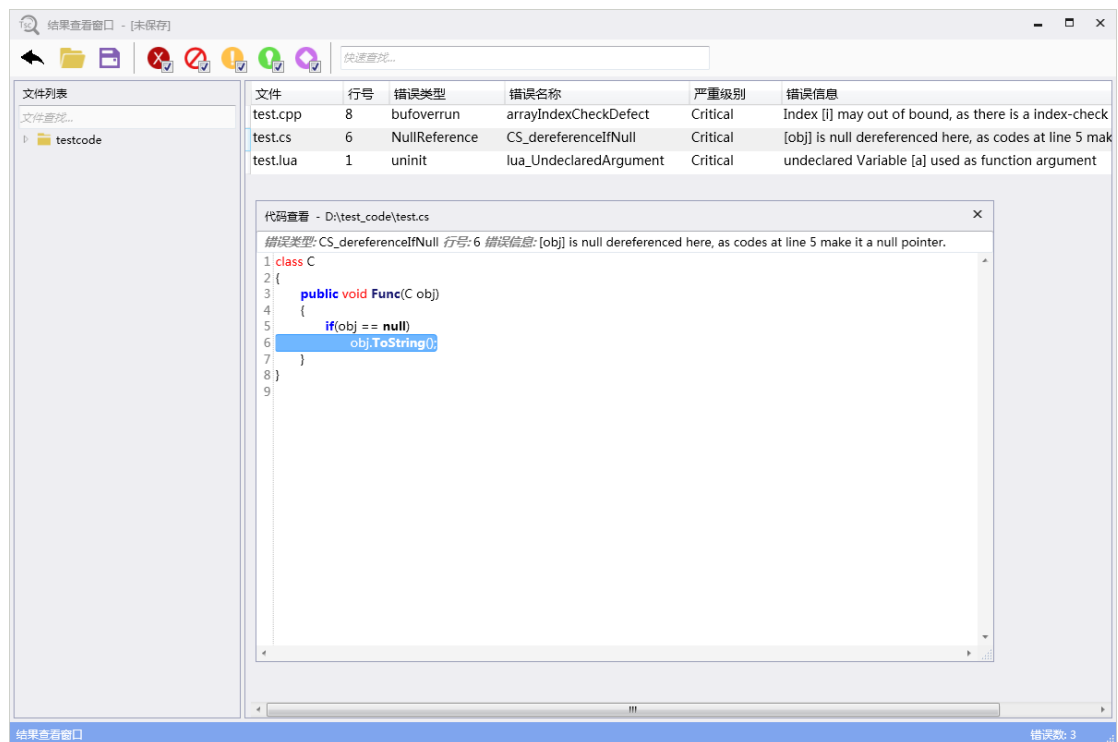 TSC 结果查看窗口 - [未保存]
快速查找...
文件列表
文件查找...
testcode
文件 行号 错误类型 错误名称 严重级别 错误信息
test.cpp 8 bufoverrun arrayIndexCheckDefect Critical Index [i] may out of bound, as there is a index-check
test.cs 6 NullReference CS_dereferenceIfNull Critical [obj] is null dereferenced here, as codes at line 5 mak
test.lua 1 uninit lua_UndeclaredArgument Critical undeclared Variable [a] used as function argument
代码查看 - D:\test_code\test.cs
错误类型: CS_dereferenceIfNull 行号: 6 错误信息: [obj] is null dereferenced here, as codes at line 5 make it a null pointer.
1 class C
2 {
3 public void Func(C obj)
4 {
5 if(obj == null)
6 obj.ToString();
7 }
8 }
9
结果查看窗口 错误数: 3